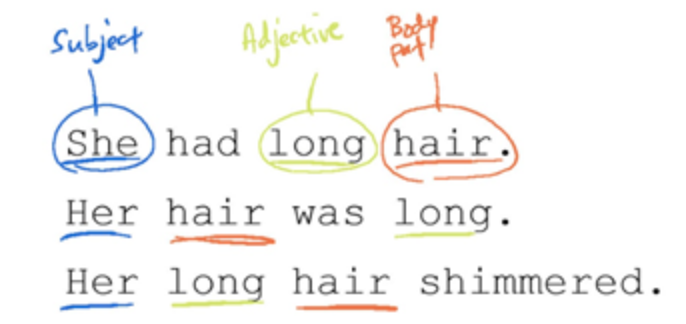 Subject Adjective Body part
She had long hair.
Her hair was long.
Her long hair shimmered.